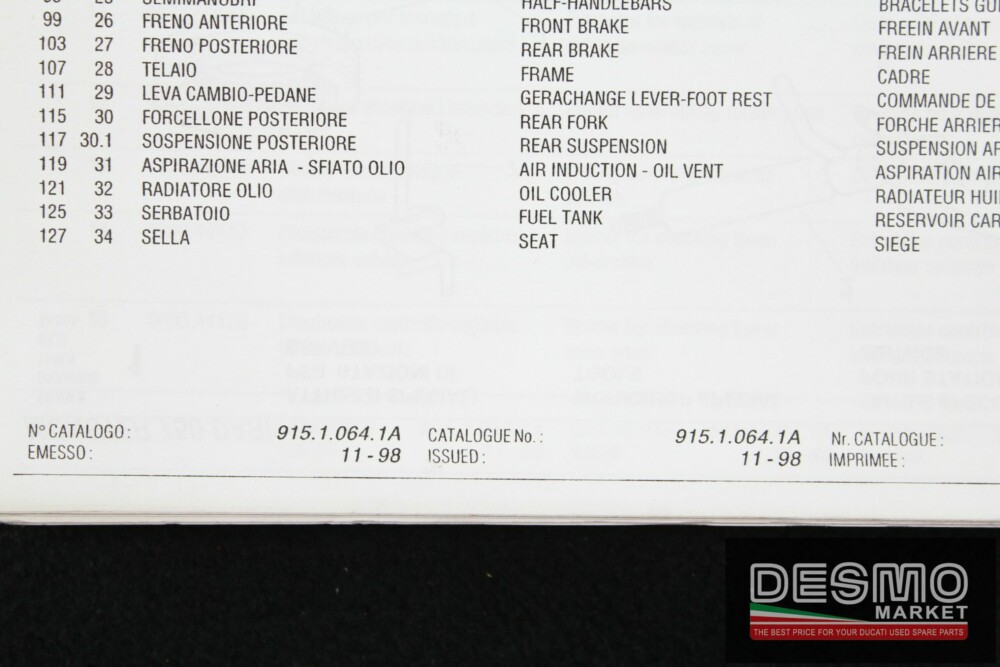 SEMIMANUBRI HALF-HANDLEBARS BRACELETS
99 26 FRENO ANTERIORE FRONT BRAKE FREEIN AVANT
103 27 FRENO POSTERIORE REAR BRAKE FREIN ARRIERE
107 28 TELAIO FRAME CADRE
111 29 LEVA CAMBIO-PEDANE GERACHANGE LEVER-FOOT REST COMMANDE DE
115 30 FORCELLONE POSTERIORE REAR FORK FORCHE ARRIER
117 30.1 SOSPENSIONE POSTERIORE REAR SUSPENSION SUSPENSION AR
119 31 ASPIRAZIONE ARIA - SFIATO OLIO AIR INDUCTION - OIL VENT ASPIRATION AIR
121 32 RADIATORE OLIO OIL COOLER RADIATEUR HUI
125 33 SERBATOIO FUEL TANK RESERVOIR CAR
127 34 SELLA SEAT SIEGE
N° CATALOGO: 915.1.064.1A CATALOGUE No.: 915.1.064.1A Nr. CATALOGUE:
EMESSO: 11-98 ISSUED: 11-98 IMPRIMEE:
DESMO
MARKET
THE BEST PRICE FOR YOUR DUCATI USED SPARE PARTS